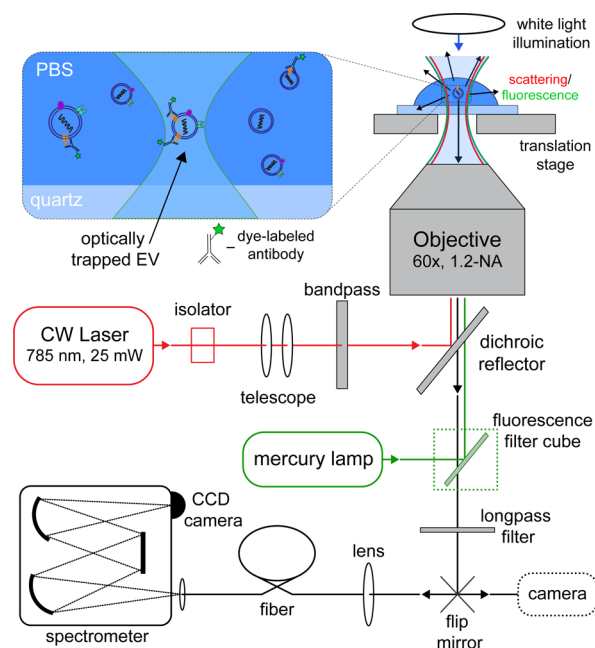 white light
illumination
PBS
scattering/
fluorescence
translation
stage
quartz
optically
trapped EV
dye-labeled
antibody
Objective
60x, 1.2-NA
bandpass
isolator
CW Laser
785 nm, 25 mW
telescope
dichroic
reflector
fluorescence
filter cube
mercury lamp
CCD
camera
longpass
filter
lens
fiber
camera
flip
mirror
spectrometer